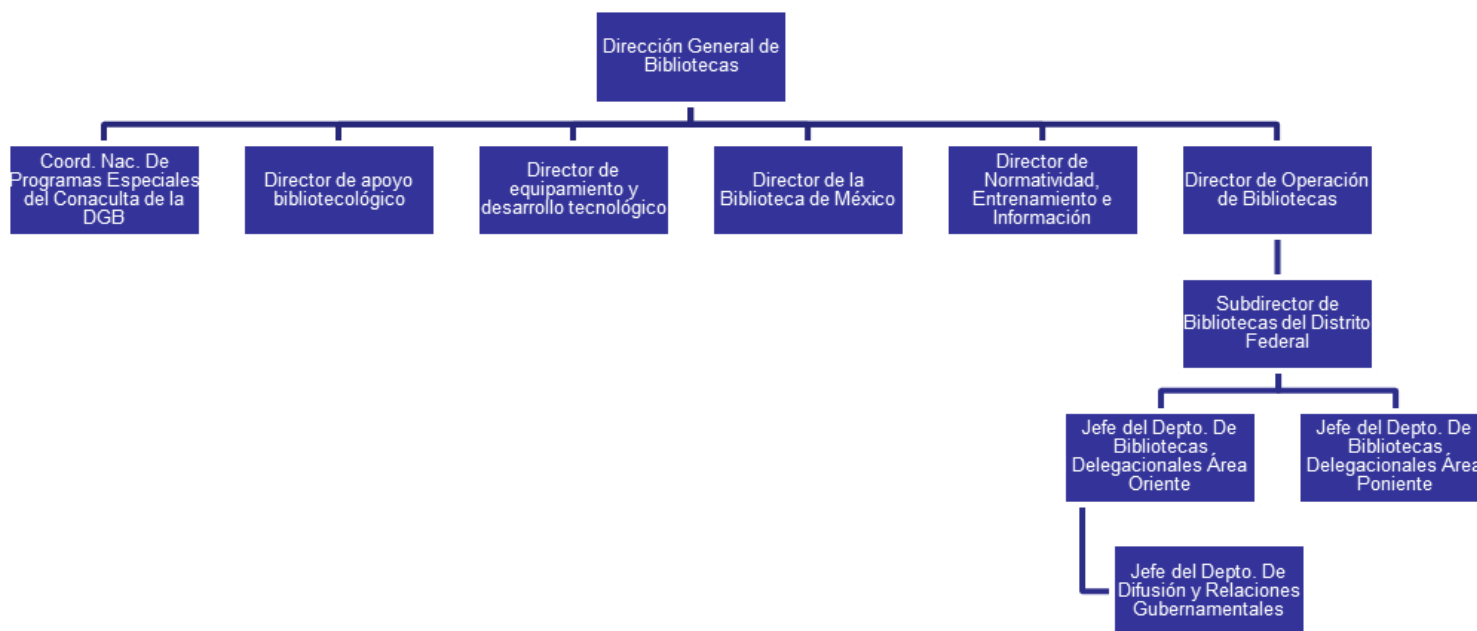 Dirección General de
Bibliotecas
Coord. Nac. De
Programas Especiales
del Conaculta de la
DGB
Director de apoyo
bibliotecológico
Director de
equipamiento y
desarrollo tecnológico
Director de la
Biblioteca de México
Director de
Normatividad,
Entrenamiento e
Información
Director de Operación
de Bibliotecas
Subdirector de
Bibliotecas del Distrito
Federal
Jefe del Depto. De
Bibliotecas
Delegacionales Área
Oriente
Jefe del Depto. De
Bibliotecas
Delegacionales Área
Poniente
Jefe del Depto. De
Difusión y Relaciones
Gubernamentales